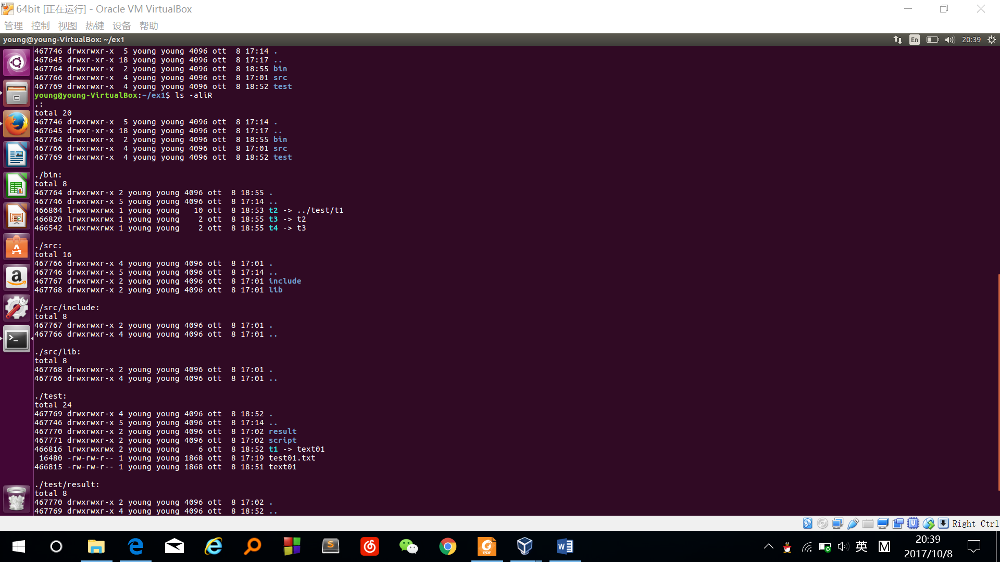 64bit [正在运行] - Oracle VM VirtualBox
管理 控制 视图 热键 设备 帮助
young@young-VirtualBox: ~/ex1 En 20:39
467746 drwxrwxr-x  5 young young 4096 ott  8 17:14 .
467645 drwxr-xr-x 18 young young 4096 ott  8 17:17 ..
467764 drwxrwxr-x  2 young young 4096 ott  8 18:55 bin
467766 drwxrwxr-x  4 young young 4096 ott  8 17:01 src
467769 drwxrwxr-x  4 young young 4096 ott  8 18:52 test
young@young-VirtualBox:~/ex1$ ls -aliR
.:
total 20
467746 drwxrwxr-x  5 young young 4096 ott  8 17:14 .
467645 drwxr-xr-x 18 young young 4096 ott  8 17:17 ..
467764 drwxrwxr-x  2 young young 4096 ott  8 18:55 bin
467766 drwxrwxr-x  4 young young 4096 ott  8 17:01 src
467769 drwxrwxr-x  4 young young 4096 ott  8 18:52 test
./bin:
total 8
467764 drwxrwxr-x 2 young young 4096 ott  8 18:55 .
467746 drwxrwxr-x 5 young young 4096 ott  8 17:14 ..
466804 lrwxrwxrwx 1 young young   10 ott  8 18:53 t2 -> ../test/t1
466820 lrwxrwxrwx 1 young young    2 ott  8 18:55 t3 -> t2
466542 lrwxrwxrwx 1 young young    2 ott  8 18:55 t4 -> t3
./src:
total 16
467766 drwxrwxr-x 4 young young 4096 ott  8 17:01 .
467746 drwxrwxr-x 5 young young 4096 ott  8 17:14 ..
467767 drwxrwxr-x 2 young young 4096 ott  8 17:01 include
467768 drwxrwxr-x 2 young young 4096 ott  8 17:01 lib
./src/include:
total 8
467767 drwxrwxr-x 2 young young 4096 ott  8 17:01 .
467766 drwxrwxr-x 4 young young 4096 ott  8 17:01 ..
./src/lib:
total 8
467768 drwxrwxr-x 2 young young 4096 ott  8 17:01 .
467766 drwxrwxr-x 4 young young 4096 ott  8 17:01 ..
./test:
total 24
467769 drwxrwxr-x 4 young young 4096 ott  8 18:52 .
467746 drwxrwxr-x 5 young young 4096 ott  8 17:14 ..
467770 drwxrwxr-x 2 young young 4096 ott  8 17:02 result
467771 drwxrwxr-x 2 young young 4096 ott  8 17:02 script
466816 lrwxrwxrwx 2 young young    6 ott  8 18:52 t1 -> text01
 16480 -rw-rw-r-- 1 young young 1868 ott  8 17:19 test01.txt
466815 -rw-rw-r-- 1 young young 1868 ott  8 18:51 text01
./test/result:
total 8
467770 drwxrwxr-x 2 young young 4096 ott  8 17:02 .
467769 drwxrwxr-x 4 young young 4096 ott  8 18:52 ..
Right Ctrl
英 M 20:39
2017/10/8